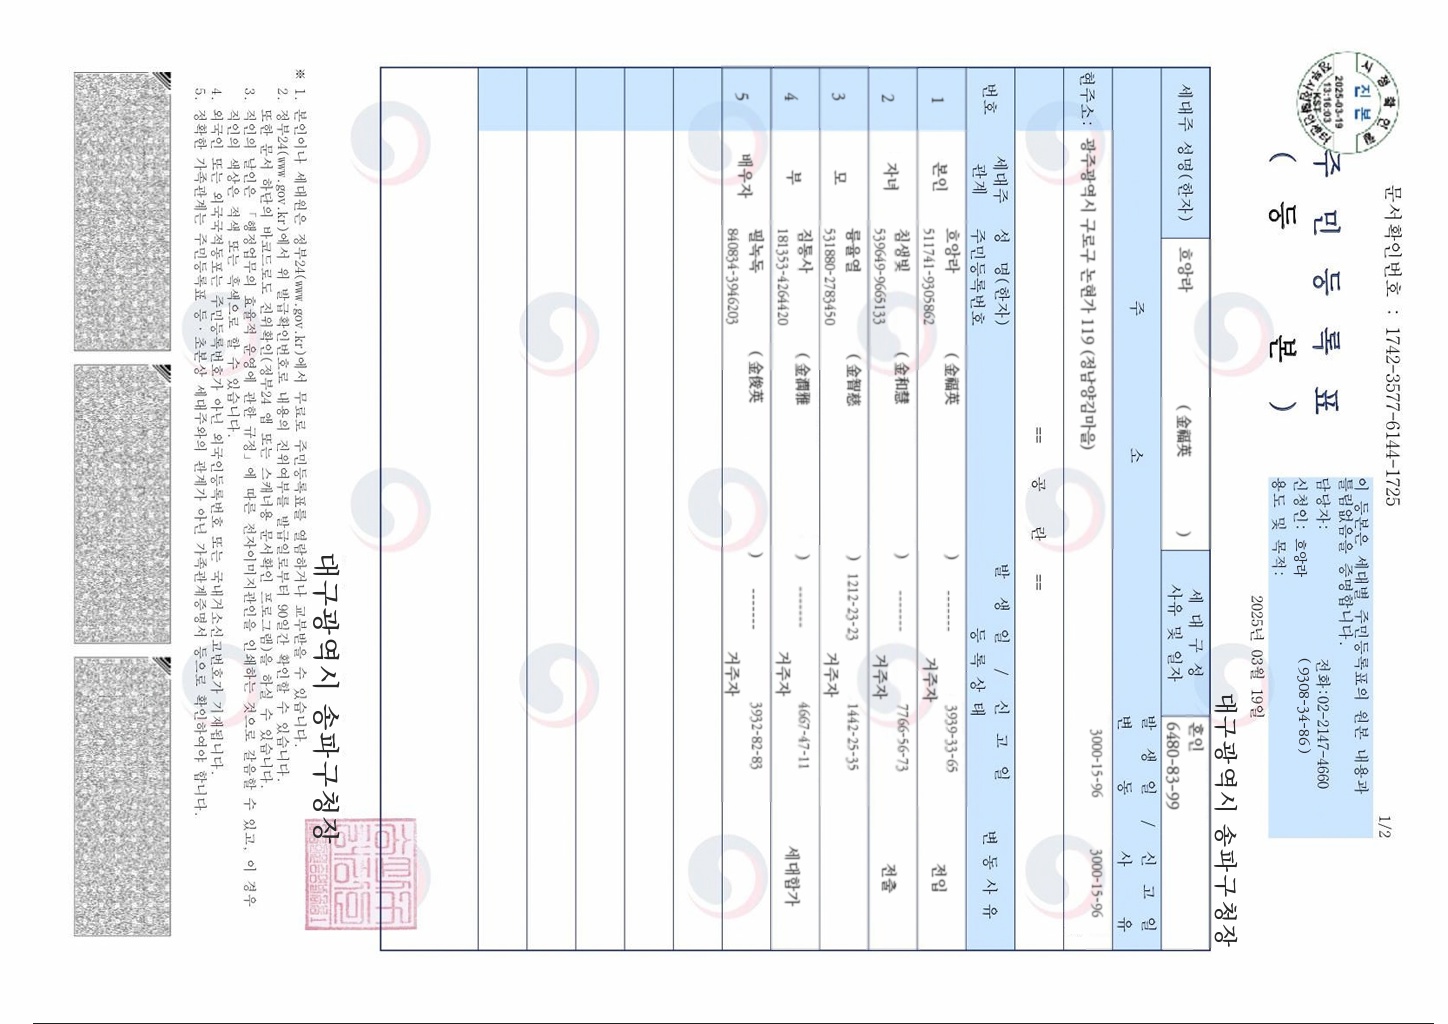 문서확인번호 : 1742-3577-6144-1725
1/2
시점확인필
진본
2025-03-19
13:16:03
KST
주 민 등 록 표
( 등 본 )
이 등본은 세대별 주민등록표의 원본 내용과
틀림없음을 증명합니다.
담당자: 전화:02-2147-4660
신청인: 호앙라 (9308-34-86)
용도 및 목적:
2025년 03월 19일
대구광역시 송파구청장
세대주 성명(한자) 호앙라 ( 金福英 ) 세 대 구 성 사유 및 일자 혼인 6480-83-99
주 소 발 생 일 / 신 고 일
변 동 사 유
현주소: 광주광역시 구로구 논현가 119 (정남양김마을) 3000-15-96 3000-15-96
== 공 란 ==
번호 세대주 관계 성 명(한자) 주민등록번호 발 생 일 / 신 고 일 등 록 상 태 변 동 사 유
1 본인 호앙라 ( 金福英 ) ------- 3939-33-65 전입
511741-9305862 거주자
2 자녀 침생빛 ( 金和慧 ) ------- 7766-56-73 전출
539649-9665133 거주자
3 모 룡율열 ( 金智慈 ) 1212-23-23 1442-25-35
531880-2783450 거주자
4 부 짐통사 ( 金潤雅 ) ------- 4667-47-11 세대합가
181353-4264420 거주자
5 배우자 필녹독 ( 金俊英 ) ------- 3932-82-83
840834-3946203 거주자
대구광역시 송파구청장
※ 1. 본인이나 세대원은 정부24(www.gov.kr)에서 무료로 주민등록표를 열람하거나 교부받을 수 있습니다.
2. 정부24(www.gov.kr)에서 위 발급확인번호로 내용의 진위여부를 발급일로부터 90일간 확인할 수 있습니다.
또한 문서 하단의 바코드로도 진위확인(정부24 앱 또는 스캐너용 문서확인 프로그램)을 하실 수 있습니다.
3. 직인의 날인은 「행정업무의 효율적 운영에 관한 규정」에 따른 전자이미지관인을 인쇄하는 것으로 갈음할 수 있고, 이 경우
직인의 색상은 적색 또는 흑색으로 할 수 있습니다.
4. 외국인 또는 외국국적동포는 주민등록번호가 아닌 외국인등록번호 또는 국내거소신고번호가 기재됩니다.
5. 정확한 가족관계는 주민등록표 등·초본상 세대주와의 관계가 아닌 가족관계증명서 등으로 확인하여야 합니다.